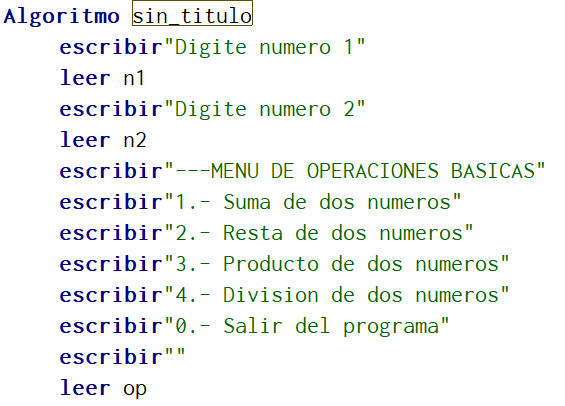 Algoritmo sin_titulo
escribir"Digite numero 1"
leer n1
escribir"Digite numero 2"
leer n2
escribir"---MENU DE OPERACIONES BASICAS"
escribir"1.- Suma de dos numeros"
escribir"2.- Resta de dos numeros"
escribir"3.- Producto de dos numeros"
escribir"4.- Division de dos numeros"
escribir"0.- Salir del programa"
escribir""
leer op